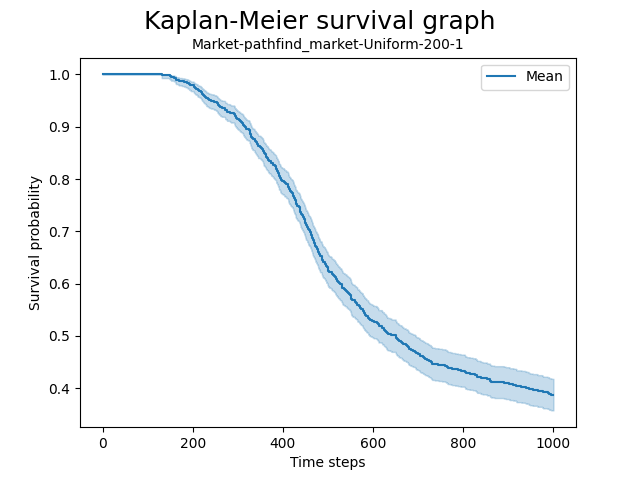 Kaplan-Meier survival graph
Market-pathfind_market-Uniform-200-1
Mean
1.0
0.9
0.8
0.7
0.6
0.5
0.4
Survival probability
0 200 400 600 800 1000
Time steps